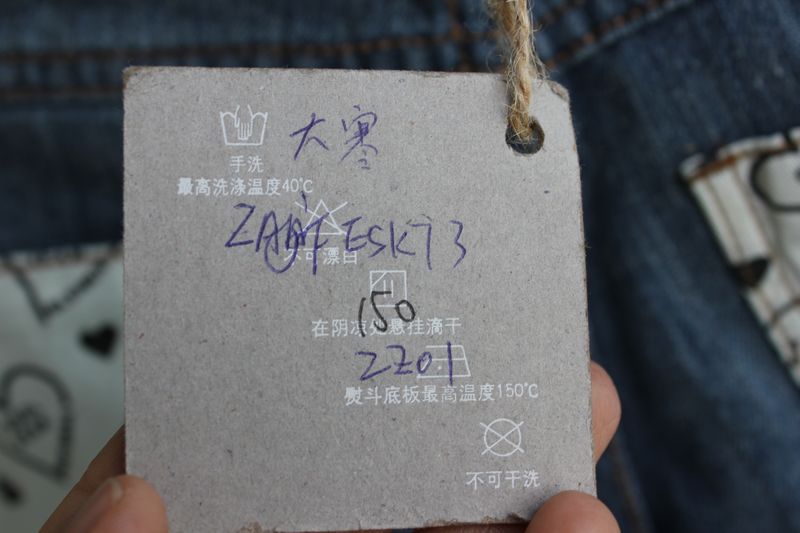 大寒
手洗
最高洗涤温度40℃
不可漂白
150
在阴凉处悬挂滴干
2201
熨斗底板最高温度150℃
不可干洗